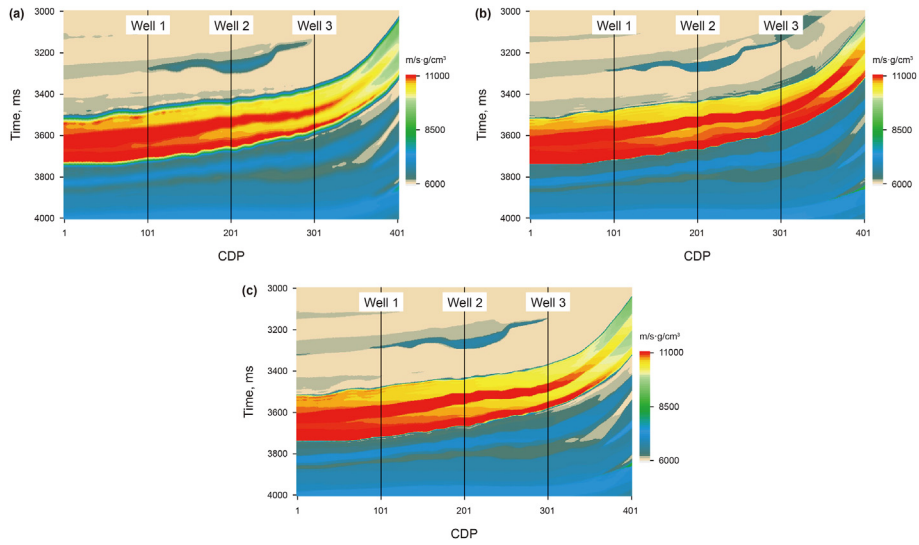 (a)
Well 1 Well 2 Well 3
3000
3200
3400
3600
3800
4000
Time, ms
1 101 201 301 401
CDP
m/s·g/cm³
11000
8500
6000
(b)
Well 1 Well 2 Well 3
3000
3200
3400
3600
3800
4000
Time, ms
1 101 201 301 401
CDP
m/s·g/cm³
11000
8500
6000
(c)
Well 1 Well 2 Well 3
3000
3200
3400
3600
3800
4000
Time, ms
1 101 201 301 401
CDP
m/s·g/cm³
11000
8500
6000